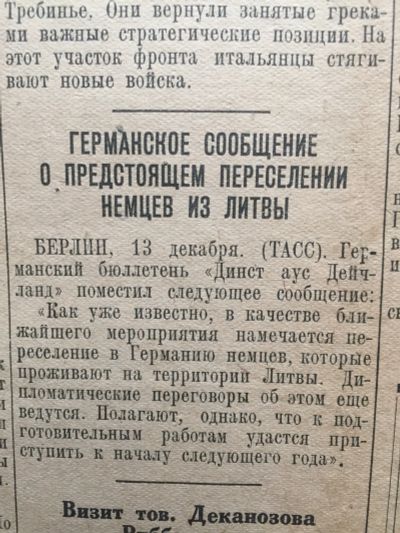 Требинье. Они вернули занятые грека-
ми важные стратегические позиции. На
этот участок фронта итальянцы стяги-
вают новые войска.
ГЕРМАНСКОЕ СООБЩЕНИЕ
О ПРЕДСТОЯЩЕМ ПЕРЕСЕЛЕНИИ
НЕМЦЕВ ИЗ ЛИТВЫ
БЕРЛИН, 13 декабря. (ТАСС). Гер-
манский бюллетень «Динст аус Дейч-
ланд» поместил следующее сообщение:
«Как уже известно, в качестве бли-
жайшего мероприятия намечается пе-
реселение в Германию немцев, которые
проживают на территории Литвы. Ди-
пломатические переговоры об этом еще
ведутся. Полагают, однако, что к под-
готовительным работам удастся при-
ступить к началу следующего года».
Визит тов. Деканозова